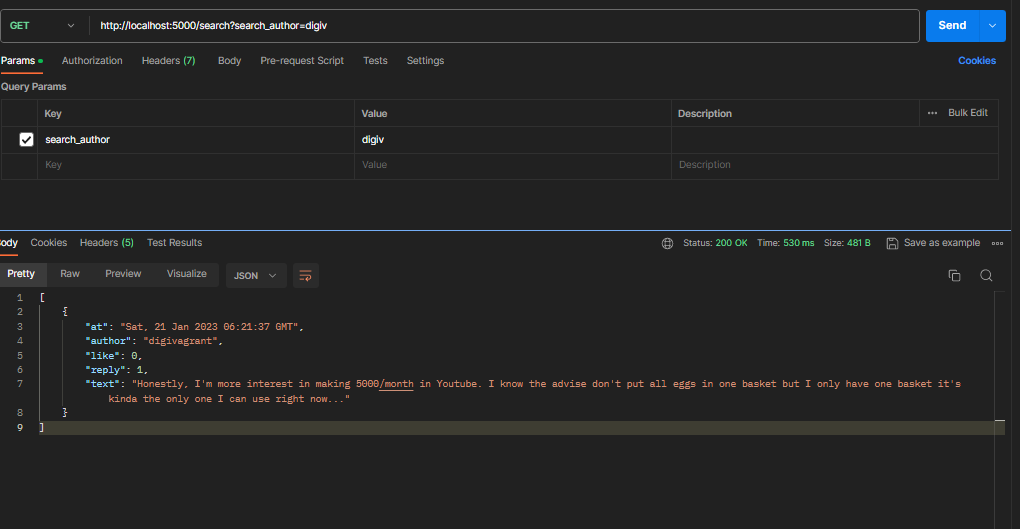 GET http://localhost:5000/search?search_author=digiv Send
Params Authorization Headers (7) Body Pre-request Script Tests Settings Cookies
Query Params
Key Value Description Bulk Edit
search_author digiv
Key Value Description
ody Cookies Headers (5) Test Results Status: 200 OK Time: 530 ms Size: 481 B Save as example
Pretty Raw Preview Visualize JSON
1 [
2 {
3 "at": "Sat, 21 Jan 2023 06:21:37 GMT",
4 "author": "digivagrant",
5 "like": 0,
6 "reply": 1,
7 "text": "Honestly, I'm more interest in making 5000/month in Youtube. I know the advise don't put all eggs in one basket but I only have one basket it's
kinda the only one I can use right now..."
8 }
9 ]